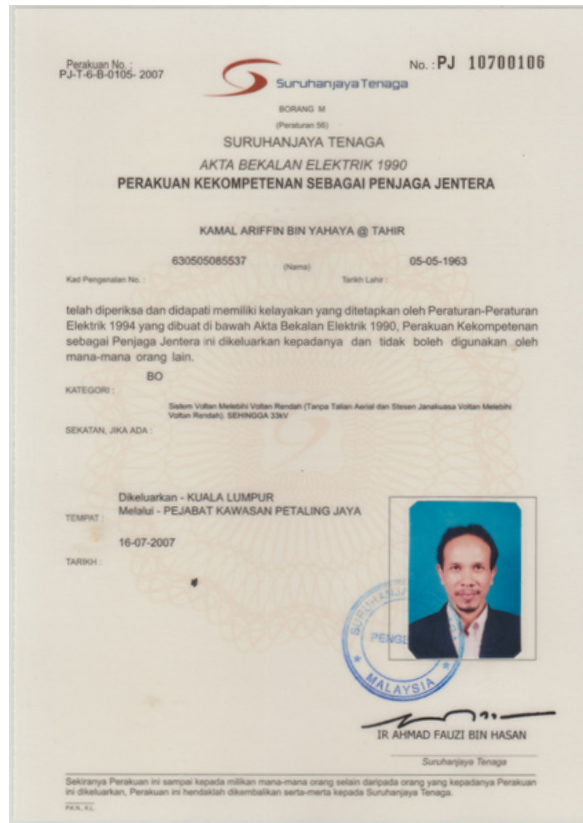 Perakuan No. :
PJ-T-6-B-0105- 2007
No. : PJ 10700106
Suruhanjaya Tenaga
BORANG M
(Peraturan 56)
SURUHANJAYA TENAGA
AKTA BEKALAN ELEKTRIK 1990
PERAKUAN KEKOMPETENAN SEBAGAI PENJAGA JENTERA
KAMAL ARIFFIN BIN YAHAYA @ TAHIR
630505085537 (Nama) 05-05-1963
Kad Pengenalan No. : Tarikh Lahir :
telah diperiksa dan didapati memiliki kelayakan yang ditetapkan oleh Peraturan-Peraturan
Elektrik 1994 yang dibuat di bawah Akta Bekalan Elektrik 1990, Perakuan Kekompetenan
sebagai Penjaga Jentera ini dikeluarkan kepadanya dan tidak boleh digunakan oleh
mana-mana orang lain.
BO
KATEGORI :
Sistem Voltan Melebihi Voltan Rendah (Tanpa Talian Aerial dan Stesen Janakuasa Voltan Melebihi
Voltan Rendah). SEHINGGA 33kV
SEKATAN, JIKA ADA :
Dikeluarkan - KUALA LUMPUR
Melalui - PEJABAT KAWASAN PETALING JAYA
TEMPAT :
16-07-2007
TARIKH :
SURUHANJA
PENGE
MALAYSIA
IR AHMAD FAUZI BIN HASAN
Suruhanjaya Tenaga
Sekiranya Perakuan ini sampai kepada milikan mana-mana orang selain daripada orang yang kepadanya Perakuan
ini dikeluarkan, Perakuan ini hendaklah dikembalikan serta-merta kepada Suruhanjaya Tenaga.
P.K.N., K.L.